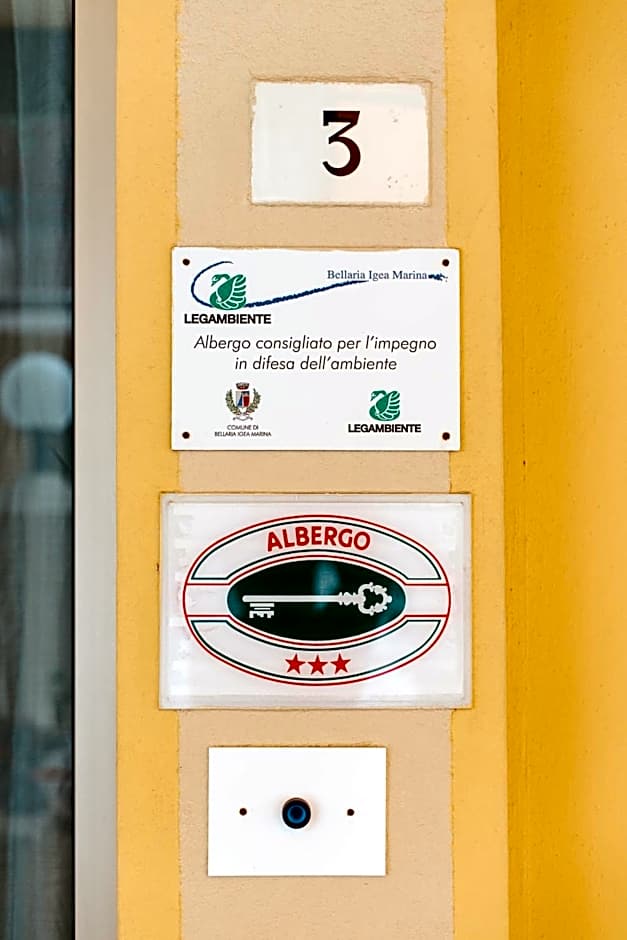 3
Bellaria Igea Marina
LEGAMBIENTE
Albergo consigliato per l'impegno
in difesa dell'ambiente
COMUNE DI
BELLARIA IGEA MARINA
LEGAMBIENTE
ALBERGO